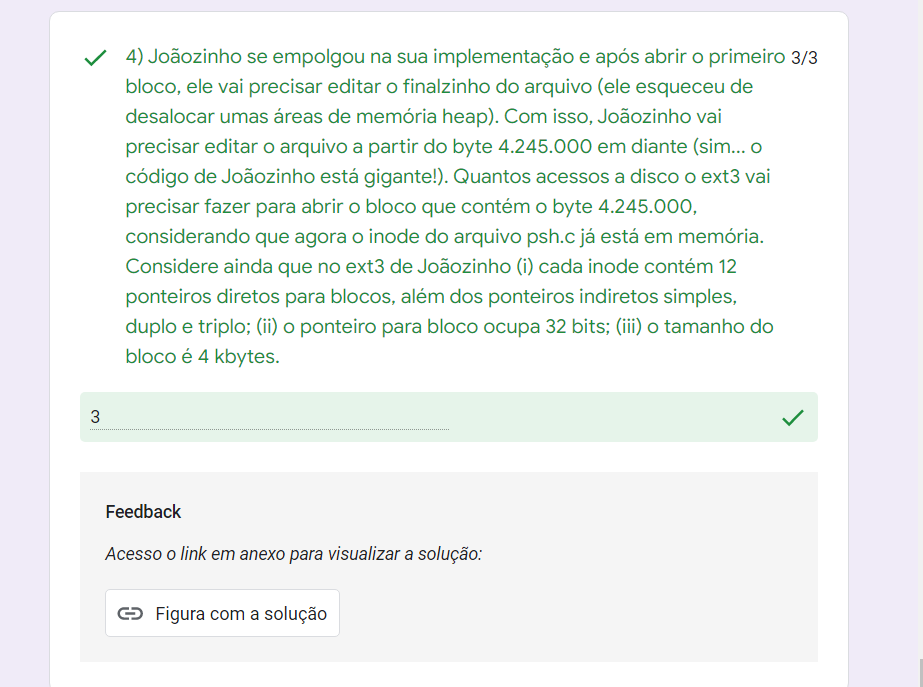 4) Joãozinho se empolgou na sua implementação e após abrir o primeiro 3/3
bloco, ele vai precisar editar o finalzinho do arquivo (ele esqueceu de
desalocar umas áreas de memória heap). Com isso, Joãozinho vai
precisar editar o arquivo a partir do byte 4.245.000 em diante (sim... o
código de Joãozinho está gigante!). Quantos acessos a disco o ext3 vai
precisar fazer para abrir o bloco que contém o byte 4.245.000,
considerando que agora o inode do arquivo psh.c já está em memória.
Considere ainda que no ext3 de Joãozinho (i) cada inode contém 12
ponteiros diretos para blocos, além dos ponteiros indiretos simples,
duplo e triplo; (ii) o ponteiro para bloco ocupa 32 bits; (iii) o tamanho do
bloco é 4 kbytes.
3
Feedback
Acesso o link em anexo para visualizar a solução:
Figura com a solução